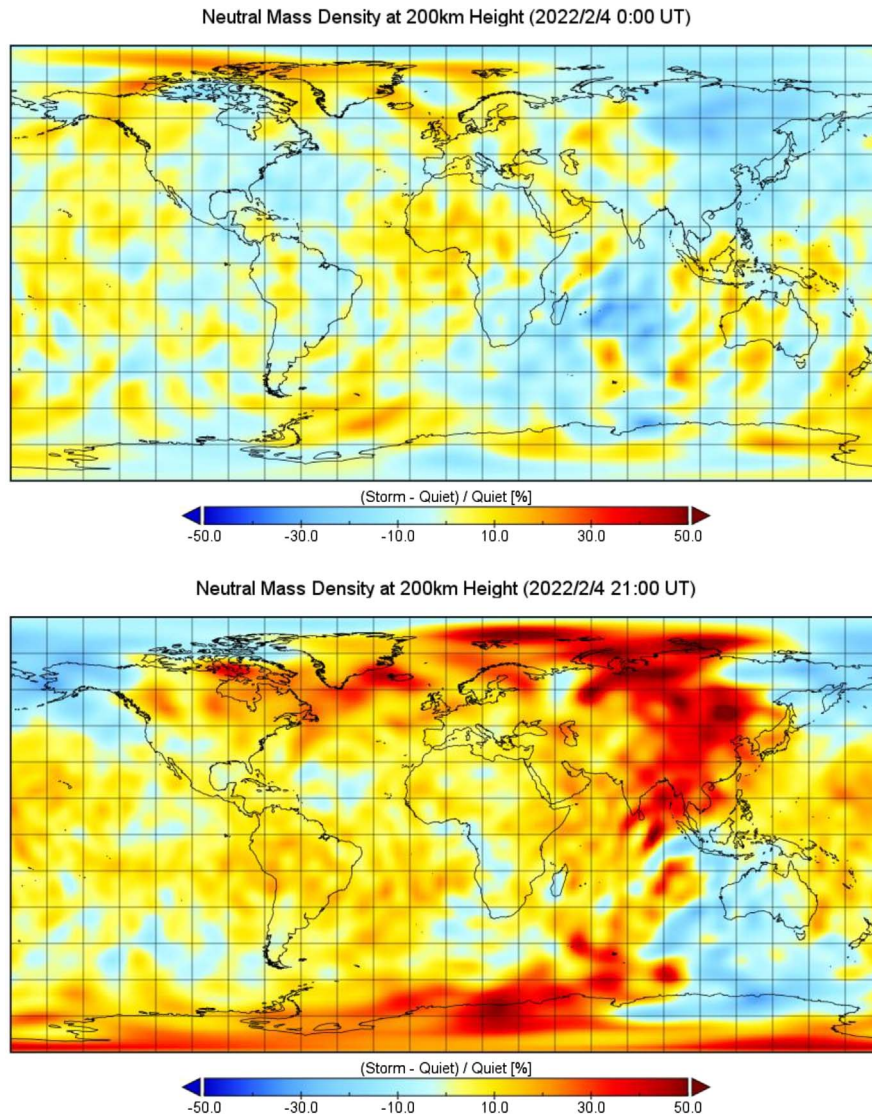 Neutral Mass Density at 200km Height (2022/2/4 0:00 UT)
(Storm - Quiet) / Quiet [%]
-50.0 -30.0 -10.0 10.0 30.0 50.0
Neutral Mass Density at 200km Height (2022/2/4 21:00 UT)
(Storm - Quiet) / Quiet [%]
-50.0 -30.0 -10.0 10.0 30.0 50.0